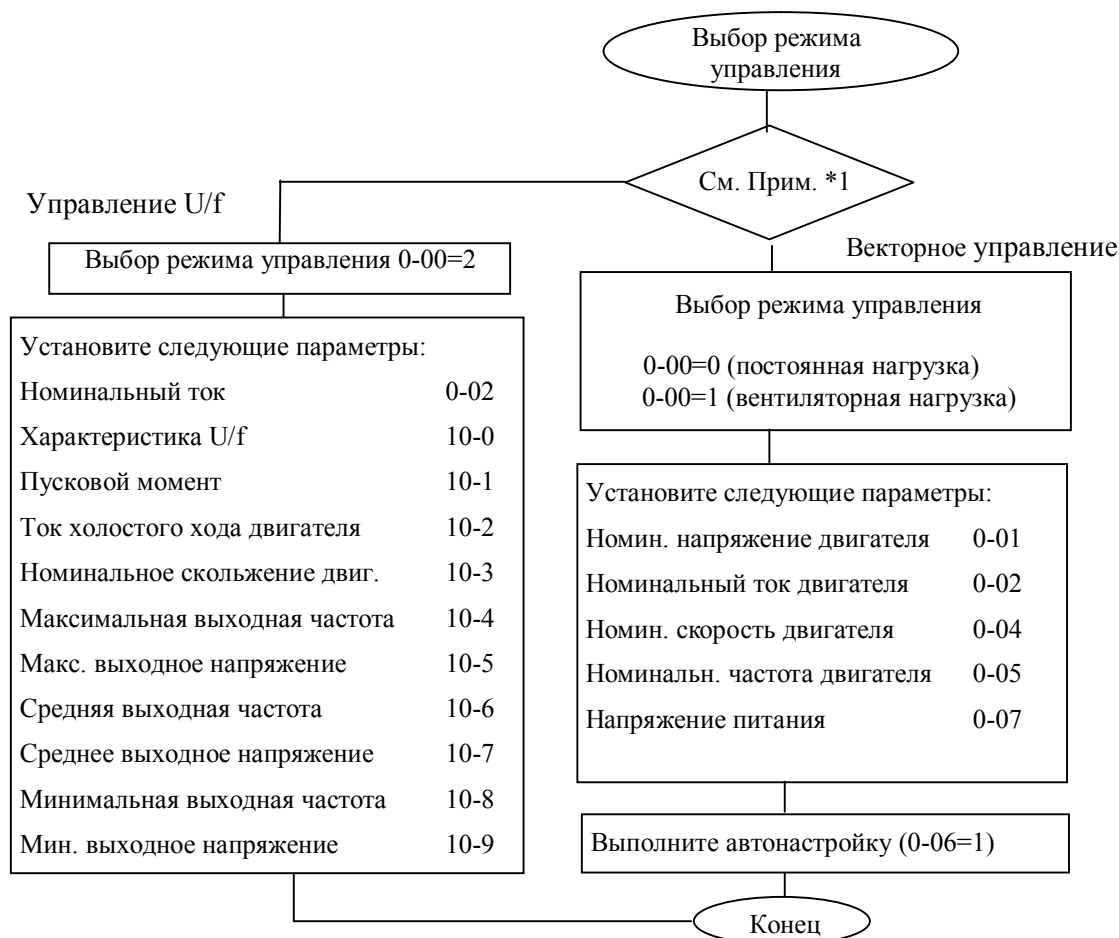 Выбор режима
управления
См. Прим. *1
Управление U/f
Выбор режима управления 0-00=2
Установите следующие параметры:
Номинальный ток 0-02
Характеристика U/f 10-0
Пусковой момент 10-1
Ток холостого хода двигателя 10-2
Номинальное скольжение двиг. 10-3
Максимальная выходная частота 10-4
Макс. выходное напряжение 10-5
Средняя выходная частота 10-6
Среднее выходное напряжение 10-7
Минимальная выходная частота 10-8
Мин. выходное напряжение 10-9
Векторное управление
Выбор режима управления
0-00=0 (постоянная нагрузка)
0-00=1 (вентиляторная нагрузка)
Установите следующие параметры:
Номин. напряжение двигателя 0-01
Номинальный ток двигателя 0-02
Номин. скорость двигателя 0-04
Номинальн. частота двигателя 0-05
Напряжение питания 0-07
Выполните автонастройку (0-06=1)
Конец